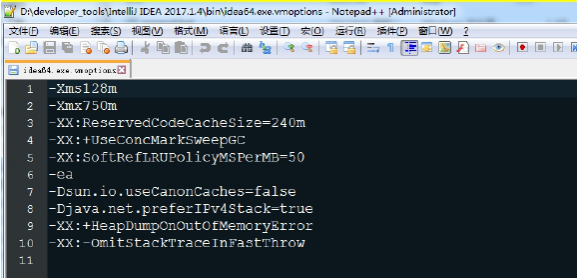 D:\developer_tools\IntelliJ IDEA 2017.1.4\bin\idea64.exe.vmoptions - Notepad++ [Administrator]
文件(F) 编辑(E) 搜索(S) 视图(V) 格式(M) 语言(L) 设置(T) 宏(O) 运行(R) 插件(P) 窗口(W) ?
idea64.exe.vmoptions
1 -Xms128m
2 -Xmx750m
3 -XX:ReservedCodeCacheSize=240m
4 -XX:+UseConcMarkSweepGC
5 -XX:SoftRefLRUPolicyMSPerMB=50
6 -ea
7 -Dsun.io.useCanonCaches=false
8 -Djava.net.preferIPv4Stack=true
9 -XX:+HeapDumpOnOutOfMemoryError
10 -XX:-OmitStackTraceInFastThrow
11